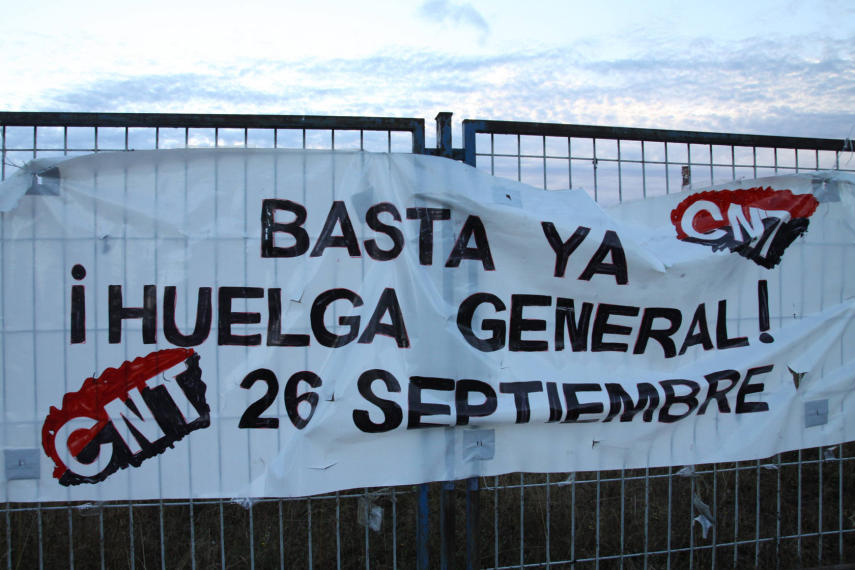 BASTA YA
CNT
¡HUELGA GENERAL!
26 SEPTIEMBRE
CNT